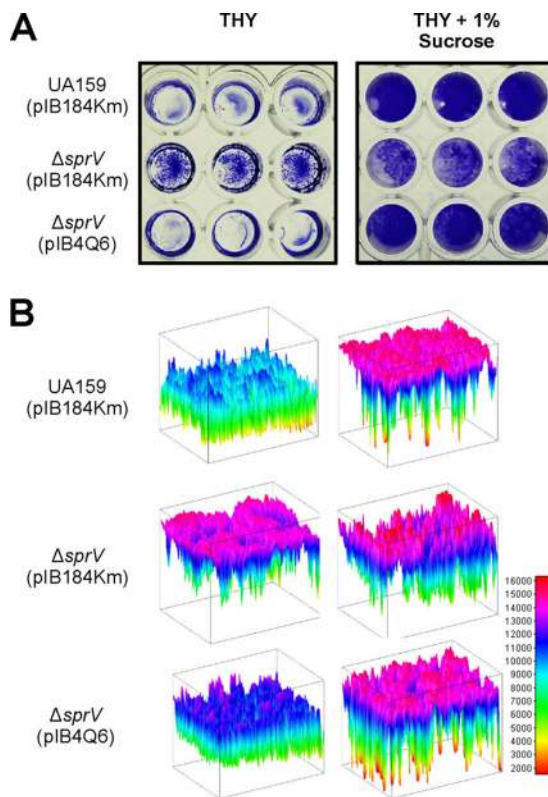 A
THY
THY + 1%
Sucrose
UA159
(pIB184Km)
ΔsprV
(pIB184Km)
ΔsprV
(pIB4Q6)
B
UA159
(pIB184Km)
ΔsprV
(pIB184Km)
ΔsprV
(pIB4Q6)
16000
14000
13000
12000
11000
10000
9000
8000
7000
6000
5000
4000
3000
2000